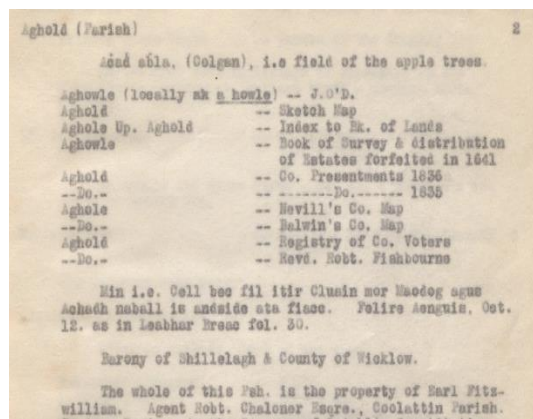 Aghold (Parish) 2
Acad abla, (Colgan), i.e field of the apple trees.
Aghowle (locally ak a howle) -- J.O'D.
Aghold -- Sketch Map
Aghole Up. Aghold -- Index to Bk. of Lands
Aghowle -- Book of Survey & distribution
of Estates forfeited in 1641
Aghold -- Co. Presentments 1836
--Do.-- -- -------Do.----- 1835
Aghole -- Nevill's Co. Map
--Do.- -- Balwin's Co. Map
Aghold -- Registry of Co. Voters
--Do.- -- Revd. Robt. Fishbourne
Min i.e. Cell bec fil itir Cluain mor Maodog agus
Achadh naball is andside ata fiacc. Felire Aenguis, Oct.
12. as in Leabhar Breac fol. 30.
Barony of Shillelagh & County of Wicklow.
The whole of this Psh. is the property of Earl Fitz-
william. Agent Robt. Chaloner Esqre., Coolattin Parish.